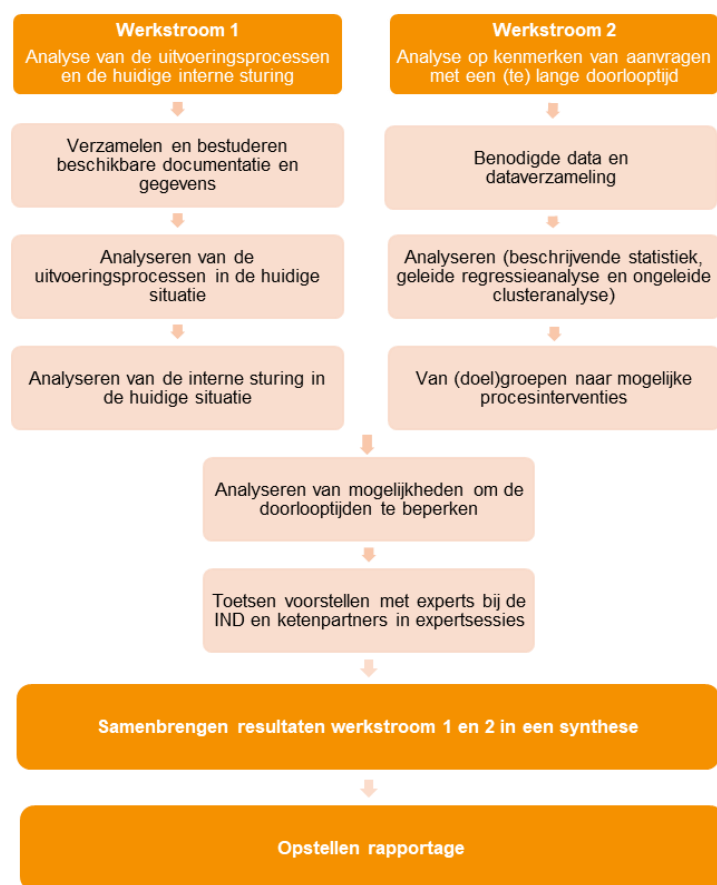 Werkstroom 1
Analyse van de uitvoeringsprocessen
en de huidige interne sturing
Verzamelen en bestuderen
beschikbare documentatie en
gegevens
Analyseren van de
uitvoeringsprocessen in de huidige
situatie
Analyseren van de interne sturing in
de huidige situatie
Werkstroom 2
Analyse op kenmerken van aanvragen
met een (te) lange doorlooptijd
Benodigde data en
dataverzameling
Analyseren (beschrijvende statistiek,
geleide regressieanalyse en ongeleide
clusteranalyse)
Van (doel)groepen naar mogelijke
procesinterventies
Analyseren van mogelijkheden om de
doorlooptijden te beperken
Toetsen voorstellen met experts bij de
IND en ketenpartners in expertsessies
Samenbrengen resultaten werkstroom 1 en 2 in een synthese
Opstellen rapportage